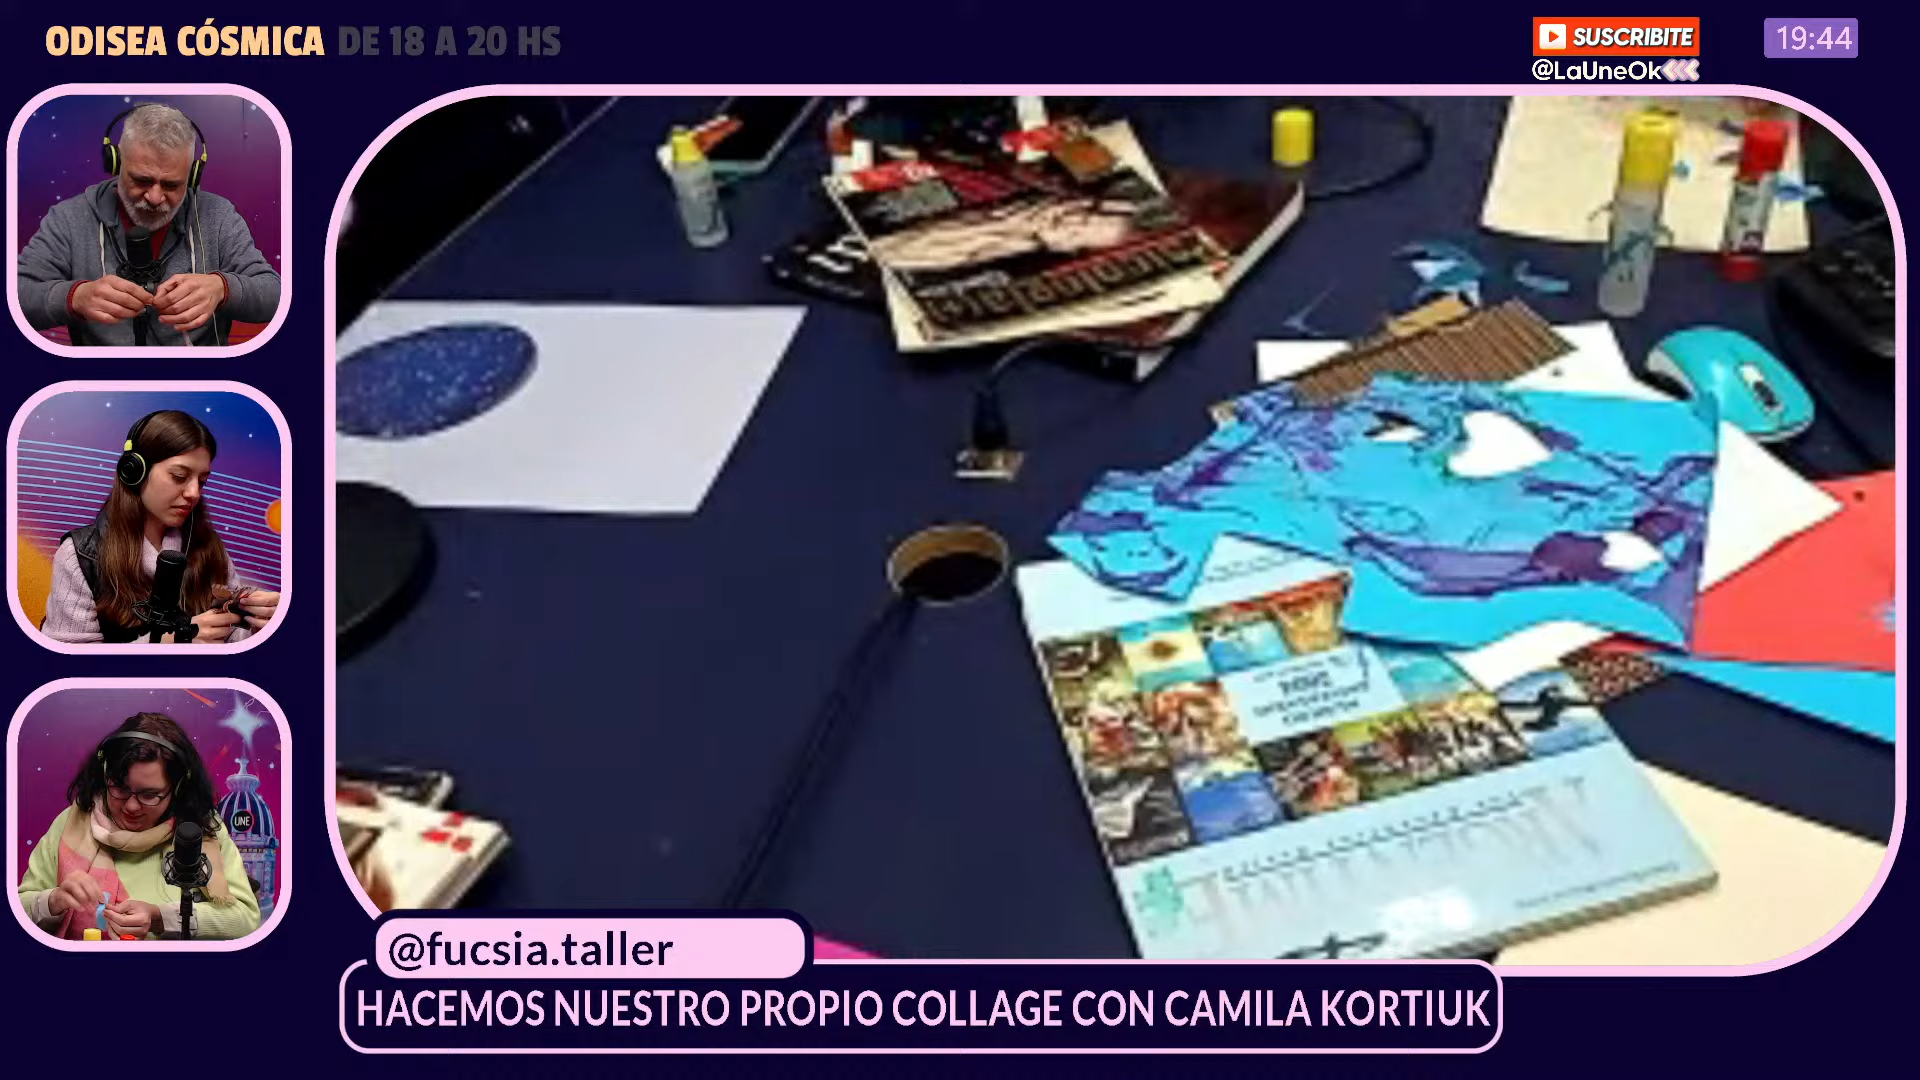 ODISEA CÓSMICA DE 18 A 20 HS
SUSCRIBITE
@LaUneOk
19:44
UNE
@fucsia.taller
HACEMOS NUESTRO PROPIO COLLAGE CON CAMILA KORTIUK